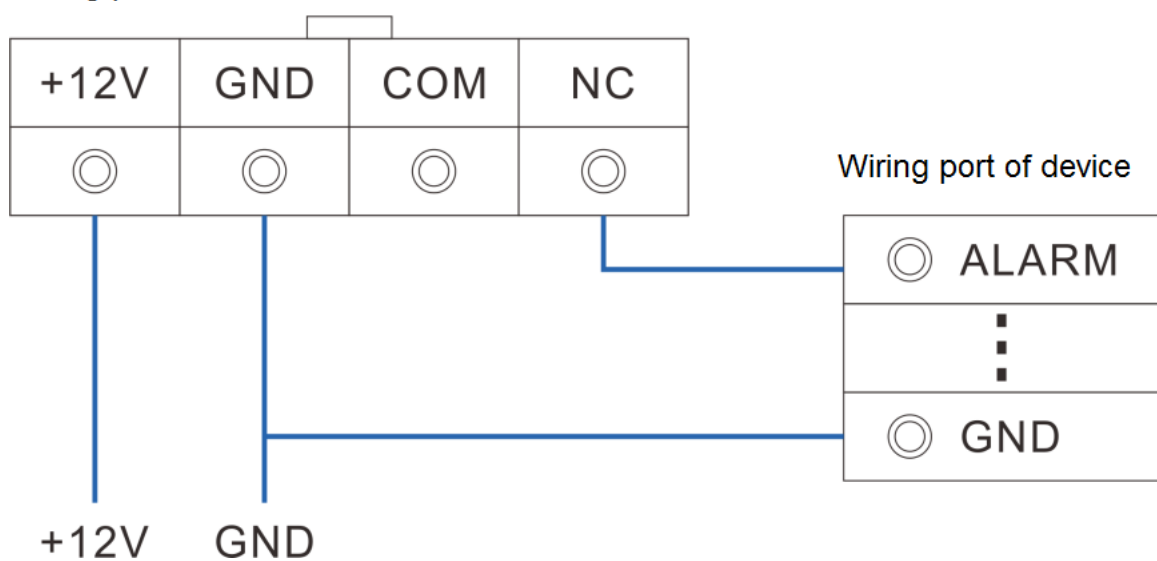 +12V GND COM NC
Wiring port of device
ALARM
GND
+12V GND